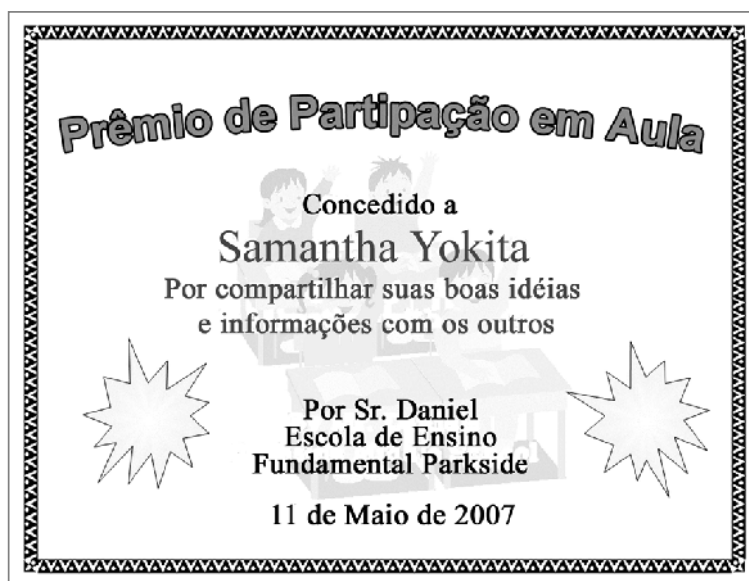 Prêmio de Partipação em Aula
Concedido a
Samantha Yokita
Por compartilhar suas boas idéias
e informações com os outros
Por Sr. Daniel
Escola de Ensino
Fundamental Parkside
11 de Maio de 2007